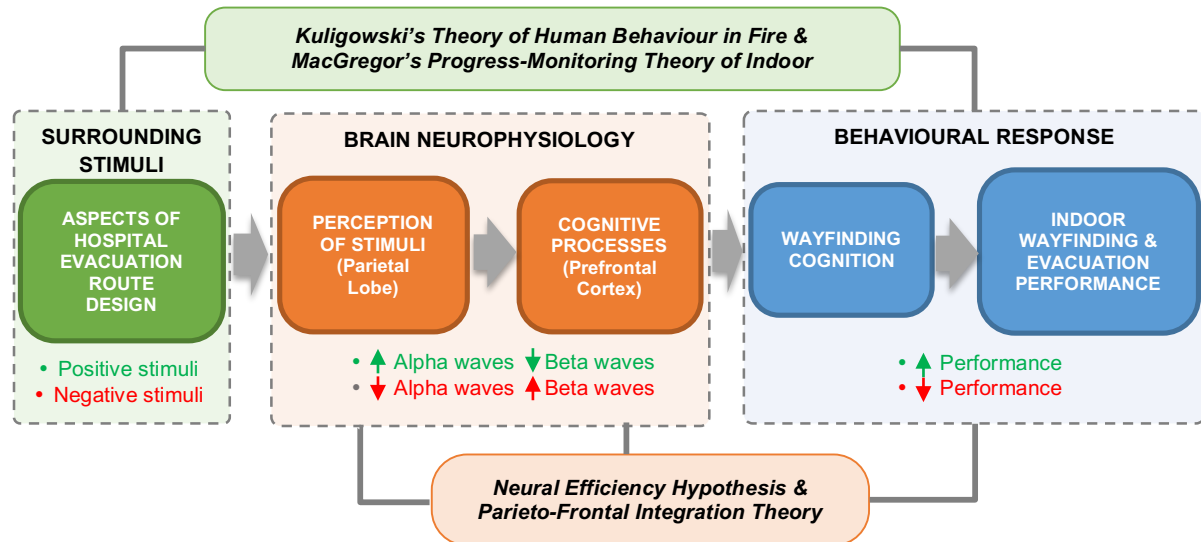 Kuligowski’s Theory of Human Behaviour in Fire &
MacGregor’s Progress-Monitoring Theory of Indoor
SURROUNDING
STIMULI
ASPECTS OF
HOSPITAL
EVACUATION
ROUTE
DESIGN
• Positive stimuli
• Negative stimuli
BRAIN NEUROPHYSIOLOGY
PERCEPTION
OF STIMULI
(Parietal
Lobe)
COGNITIVE
PROCESSES
(Prefrontal
Cortex)
• Alpha waves Beta waves
• Alpha waves Beta waves
BEHAVIOURAL RESPONSE
WAYFINDING
COGNITION
INDOOR
WAYFINDING &
EVACUATION
PERFORMANCE
• Performance
• Performance
Neural Efficiency Hypothesis &
Parieto-Frontal Integration Theory